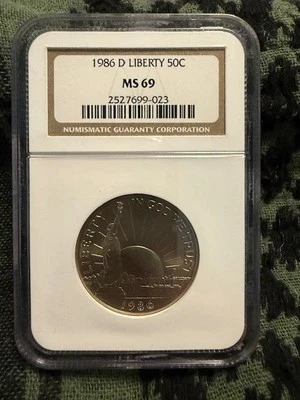 1986 D LIBERTY 50C
MS 69
2527699-023
NUMISMATIC GUARANTY CORPORATION
LIBERTY IN GOD WE TRUST
1986